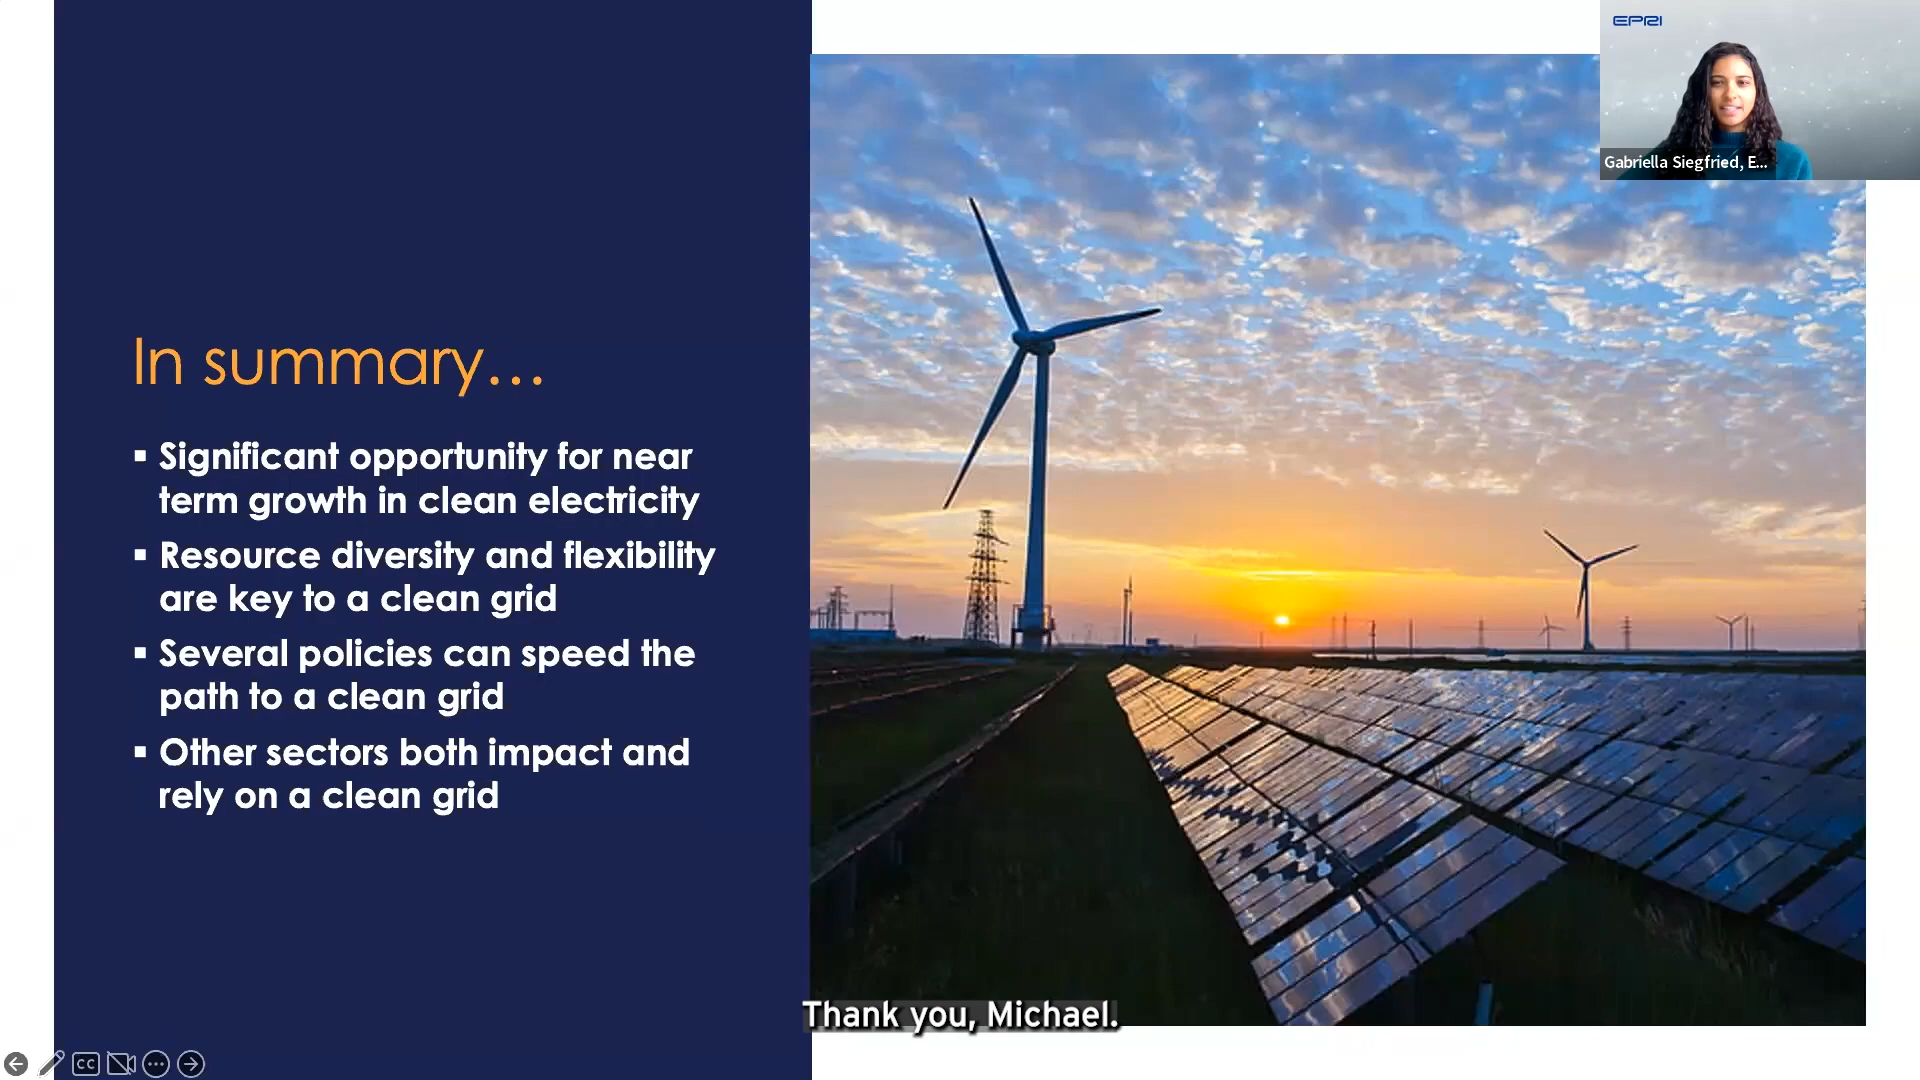 EPRI
Gabriella Siegfried, E...
In summary...
▪ Significant opportunity for near
term growth in clean electricity
▪ Resource diversity and flexibility
are key to a clean grid
▪ Several policies can speed the
path to a clean grid
▪ Other sectors both impact and
rely on a clean grid
Thank you, Michael.
CC